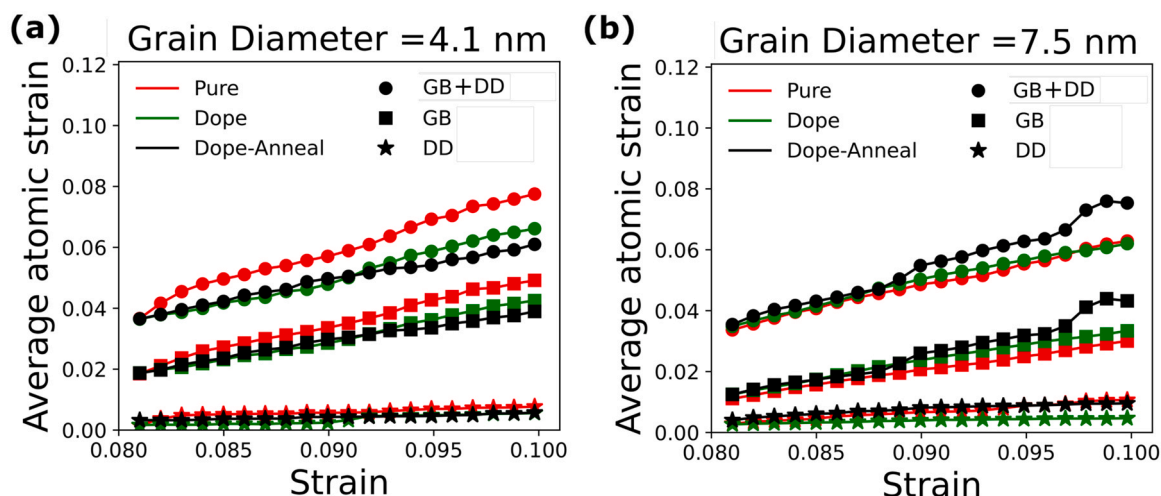 (a)
Grain Diameter =4.1 nm
Average atomic strain
0.12
0.10
0.08
0.06
0.04
0.02
0.00
Pure
Dope
Dope-Anneal
GB+DD
GB
DD
0.080
0.085
0.090
0.095
0.100
Strain
(b)
Grain Diameter =7.5 nm
Average atomic strain
0.12
0.10
0.08
0.06
0.04
0.02
0.00
Pure
Dope
Dope-Anneal
GB+DD
GB
DD
0.080
0.085
0.090
0.095
0.100
Strain